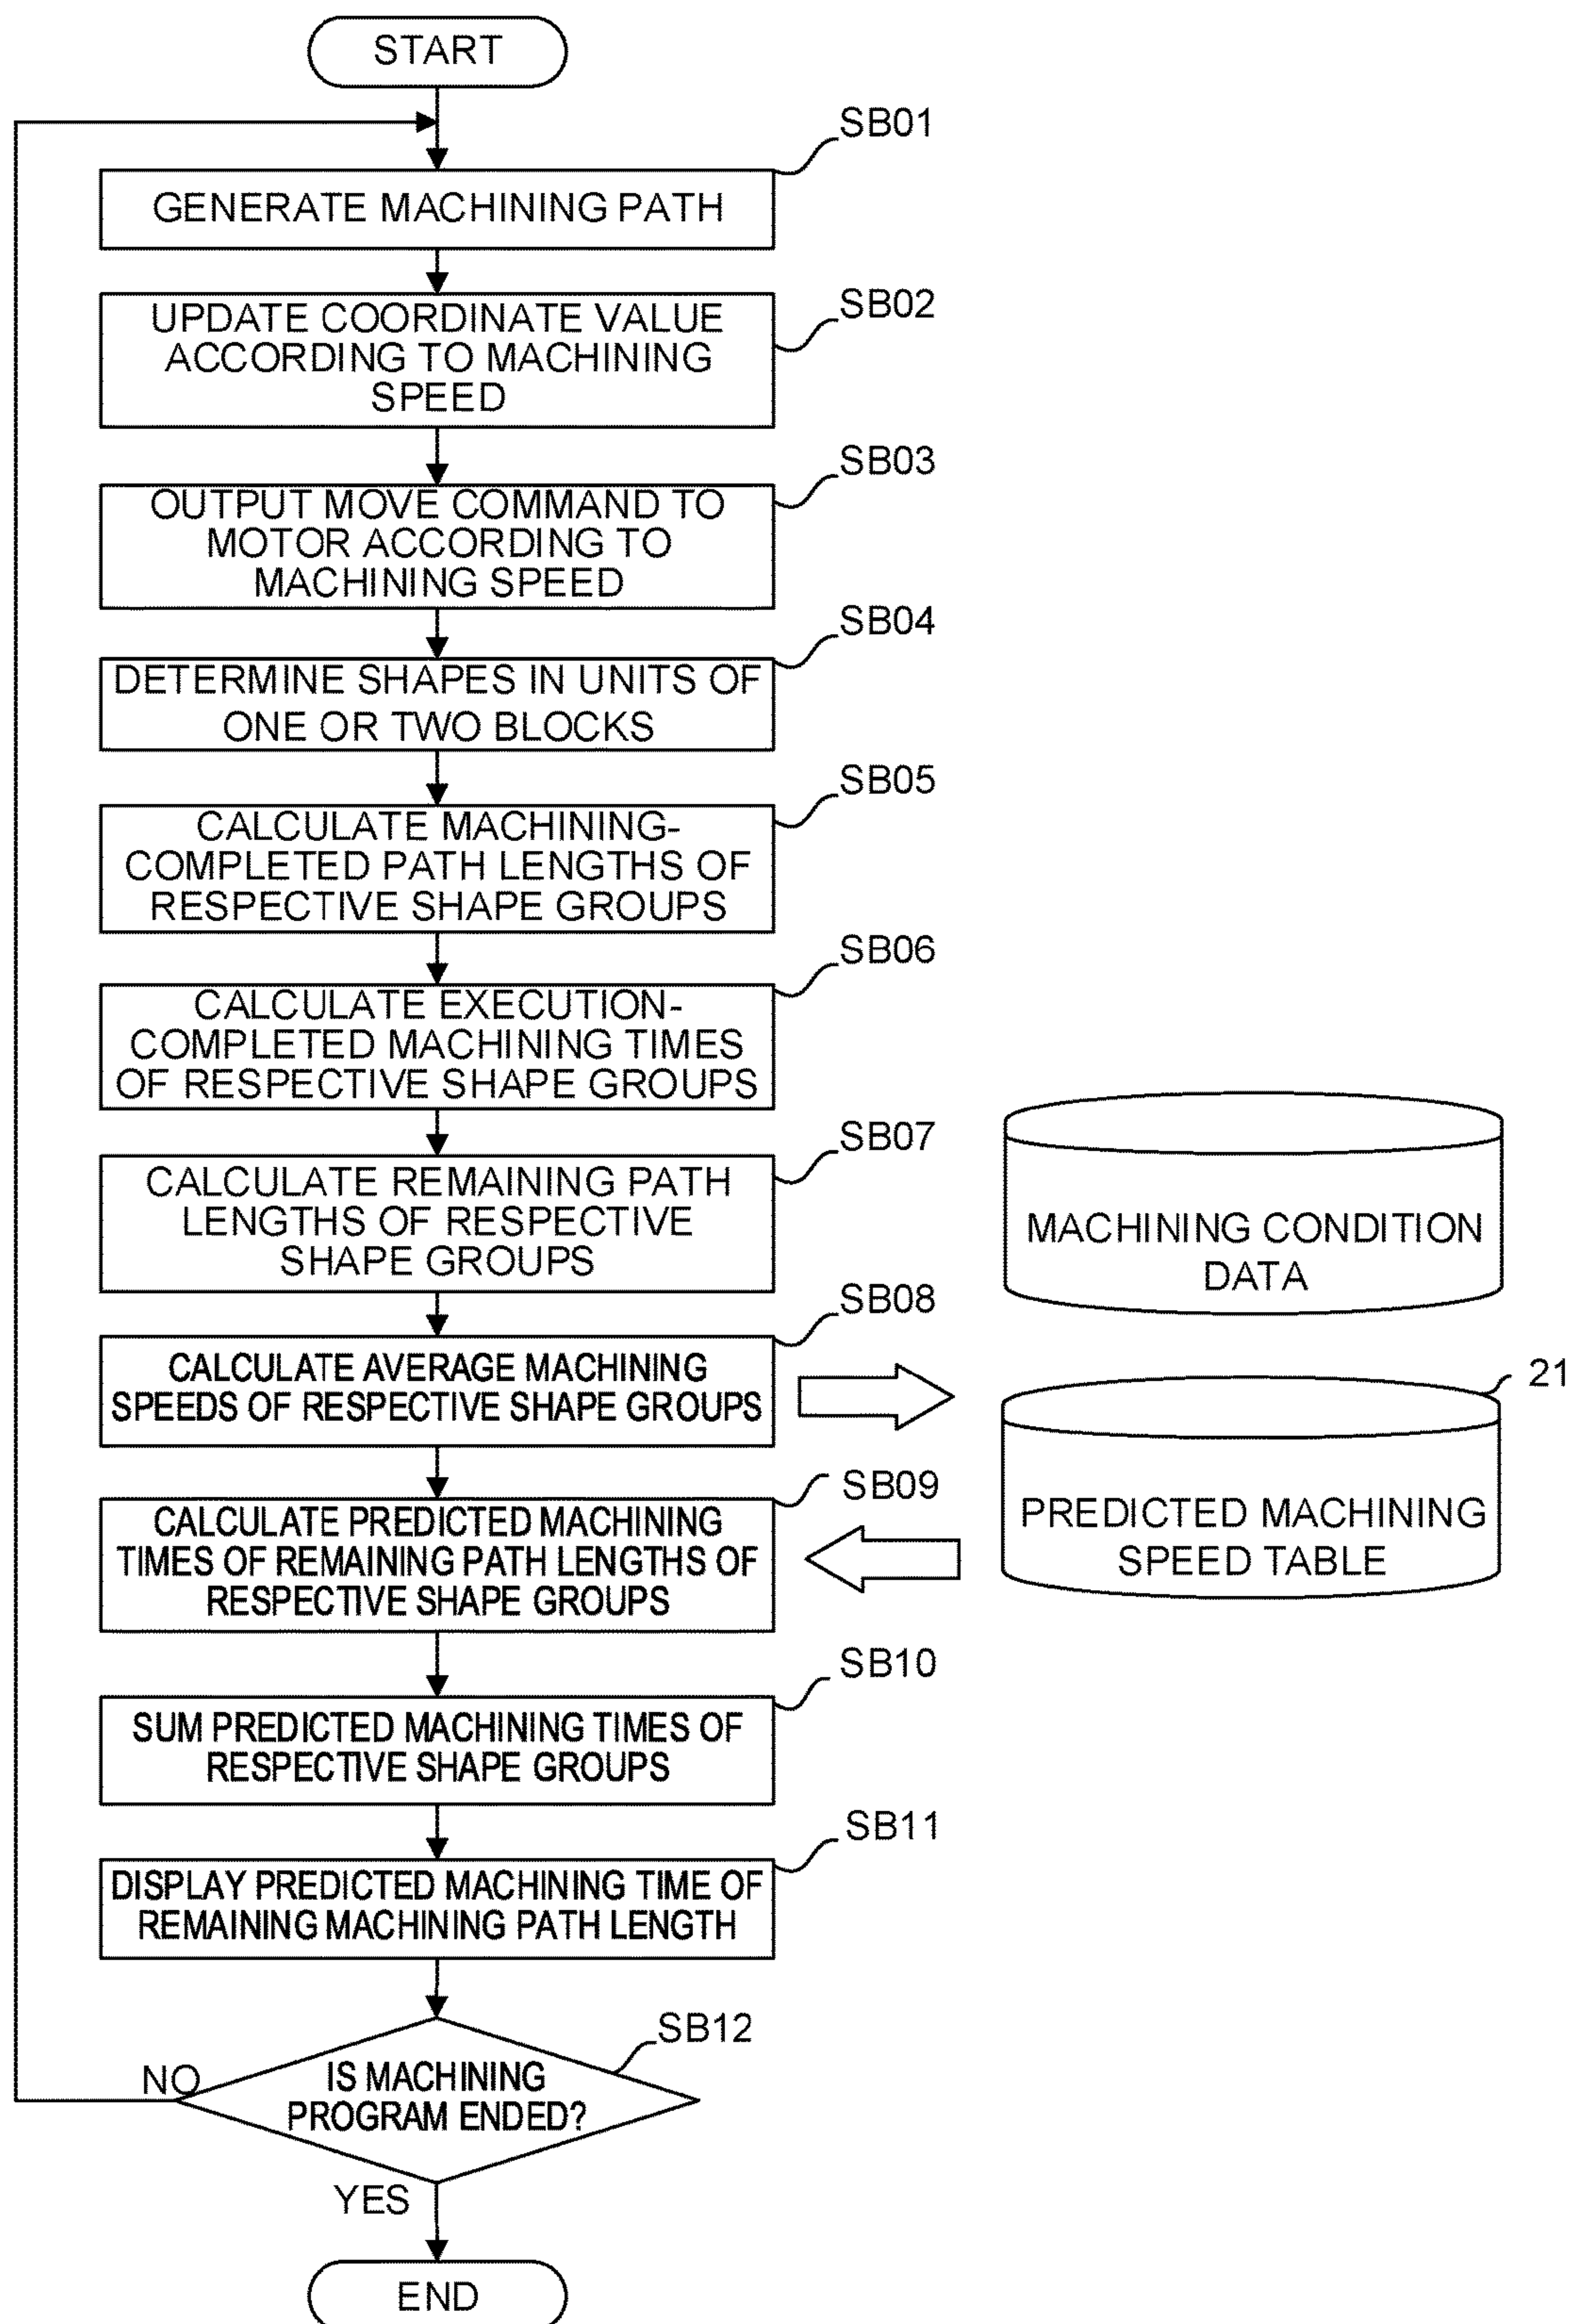 START
SB01
GENERATE MACHINING PATH
SB02
UPDATE COORDINATE VALUE
ACCORDING TO MACHINING
SPEED
SB03
OUTPUT MOVE COMMAND TO
MOTOR ACCORDING TO
MACHINING SPEED
SB04
DETERMINE SHAPES IN UNITS OF
ONE OR TWO BLOCKS
SB05
CALCULATE MACHINING-
COMPLETED PATH LENGTHS OF
RESPECTIVE SHAPE GROUPS
SB06
CALCULATE EXECUTION-
COMPLETED MACHINING TIMES
OF RESPECTIVE SHAPE GROUPS
SB07
CALCULATE REMAINING PATH
LENGTHS OF RESPECTIVE
SHAPE GROUPS
MACHINING CONDITION
DATA
SB08
CALCULATE AVERAGE MACHINING
SPEEDS OF RESPECTIVE SHAPE GROUPS
21
PREDICTED MACHINING
SPEED TABLE
SB09
CALCULATE PREDICTED MACHINING
TIMES OF REMAINING PATH LENGTHS OF
RESPECTIVE SHAPE GROUPS
SB10
SUM PREDICTED MACHINING TIMES OF
RESPECTIVE SHAPE GROUPS
SB11
DISPLAY PREDICTED MACHINING TIME OF
REMAINING MACHINING PATH LENGTH
SB12
NO
IS MACHINING
PROGRAM ENDED?
YES
END